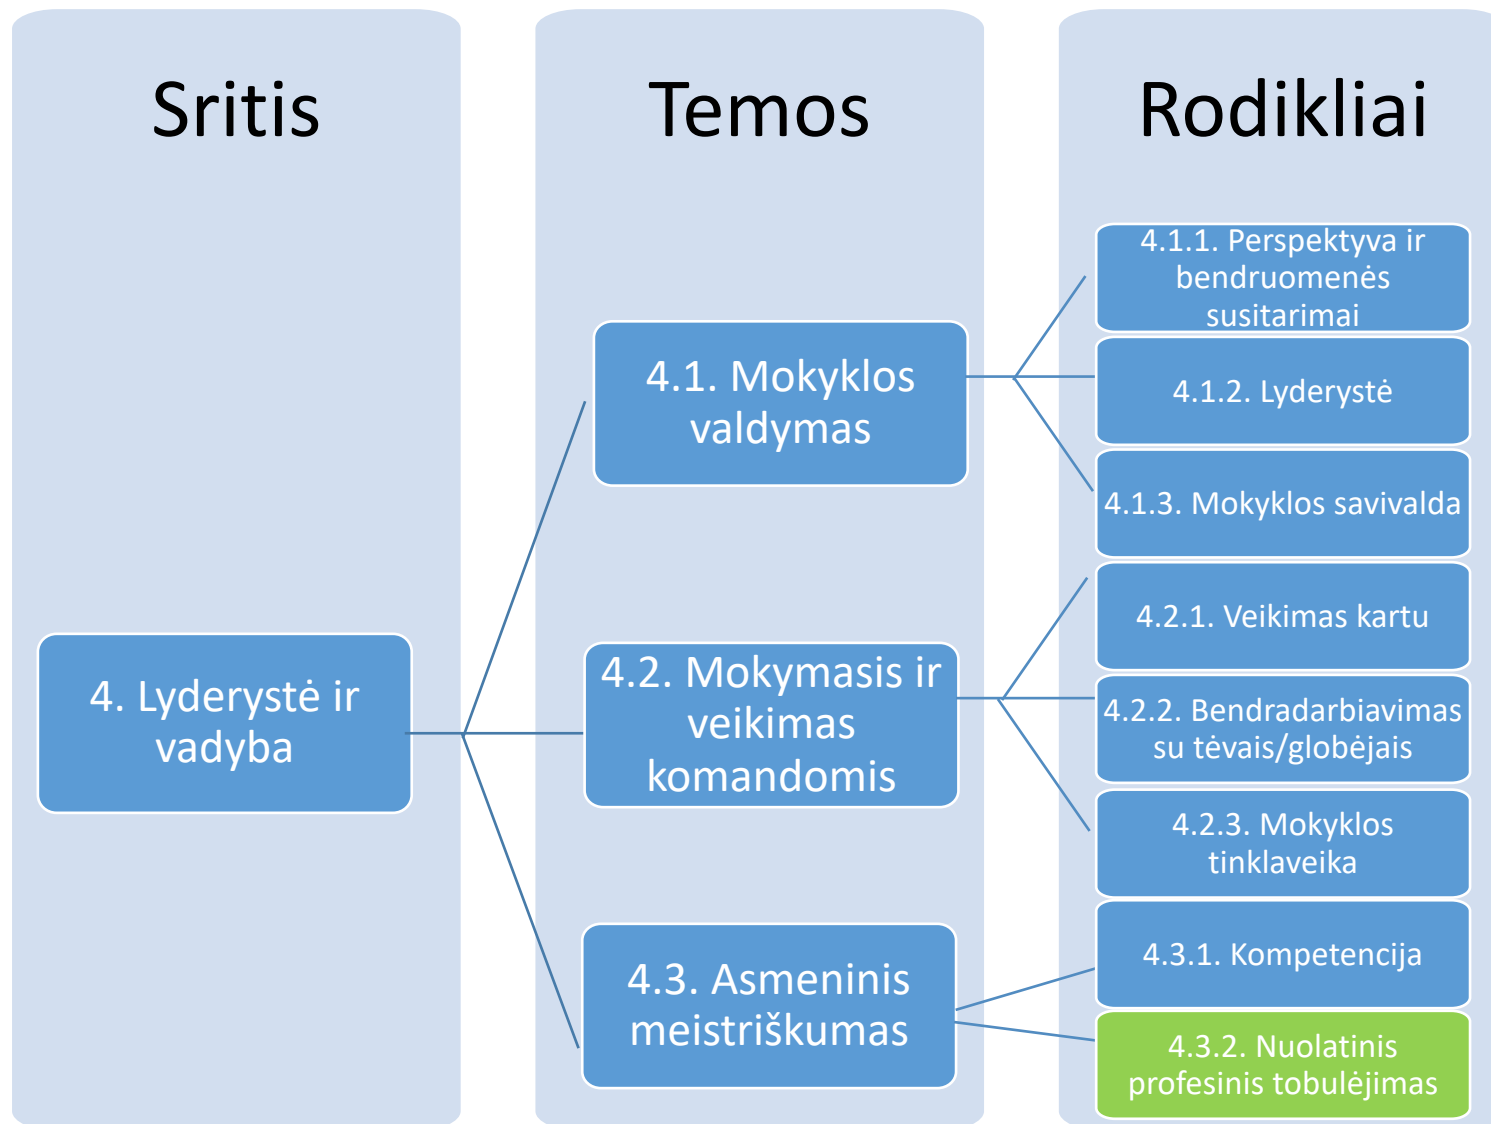 Sritis
Temos
Rodikliai
4. Lyderystė ir
vadyba
4.1. Mokyklos
valdymas
4.2. Mokymasis ir
veikimas
komandomis
4.3. Asmeninis
meistriškumas
4.1.1. Perspektyva ir
bendruomenės
susitarimai
4.1.2. Lyderystė
4.1.3. Mokyklos savivalda
4.2.1. Veikimas kartu
4.2.2. Bendradarbiavimas
su tėvais/globėjais
4.2.3. Mokyklos
tinklaveika
4.3.1. Kompetencija
4.3.2. Nuolatinis
profesinis tobulėjimas